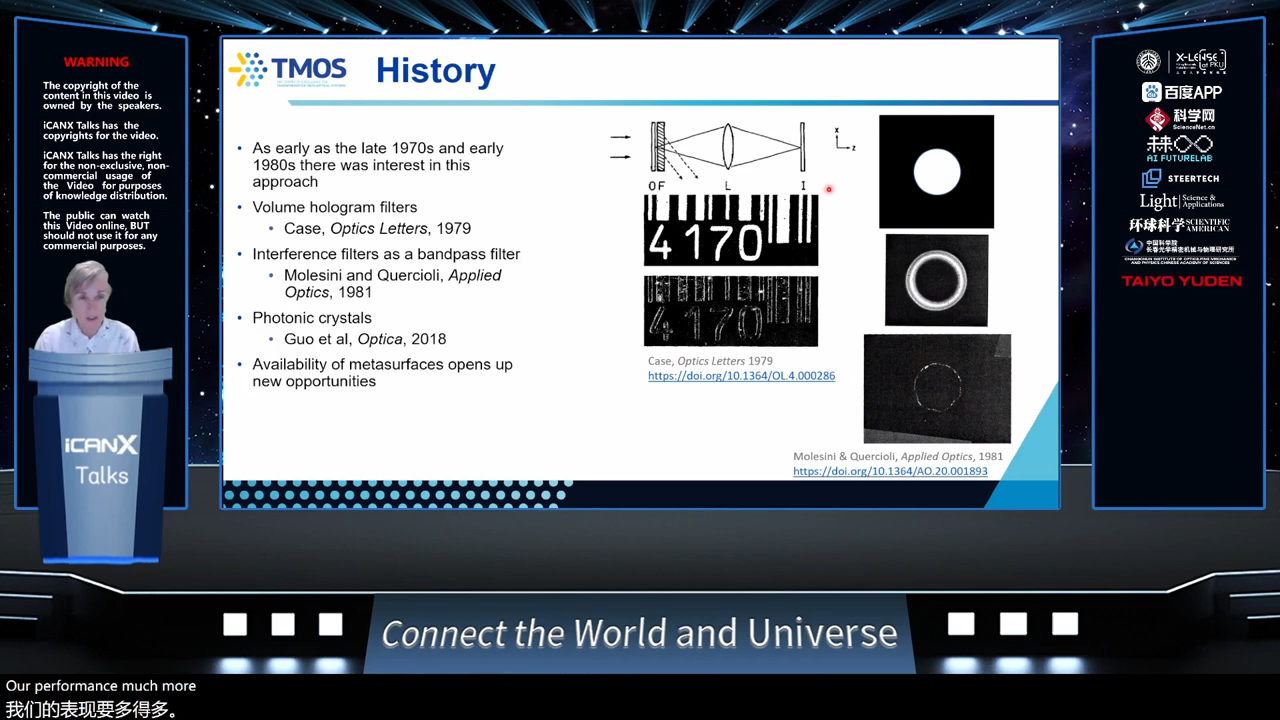 WARNING
The copyright of the
content in this video is
owned by the speakers.
iCANX Talks has the
copyrights for the video.
iCANX Talks has the right
for the non-exclusive, non-
commercial usage of
the Video for purposes
of knowledge distribution.
The public can watch
this Video online, BUT
should not use it for any
commercial purposes.
iCANX
Talks
TMOS
History
• As early as the late 1970s and early
1980s there was interest in this
approach
• Volume hologram filters
• Case, Optics Letters, 1979
• Interference filters as a bandpass filter
• Molesini and Quercioli, Applied
Optics, 1981
• Photonic crystals
• Guo et al, Optica, 2018
• Availability of metasurfaces opens up
new opportunities
x
z
O F L I
4 170
4 170
Case, Optics Letters 1979
https://doi.org/10.1364/OL.4.000286
Molesini & Quercioli, Applied Optics, 1981
https://doi.org/10.1364/AO.20.001893
X-LENSE
百度APP
科学网
ScienceNet.cn
AI FUTURELAB
STEERTECH
Light Science & Applications
环球科学 SCIENTIFIC AMERICAN
中国科学院
长春光学精密机械与物理研究所
CHANGCHUN INSTITUTE OF OPTICS,FINE MECHANICS
AND PHYSICS,CHINESE ACADEMY OF SCIENCES
TAIYO YUDEN
Connect the World and Universe
Our performance much more
我们的表现要多得多。